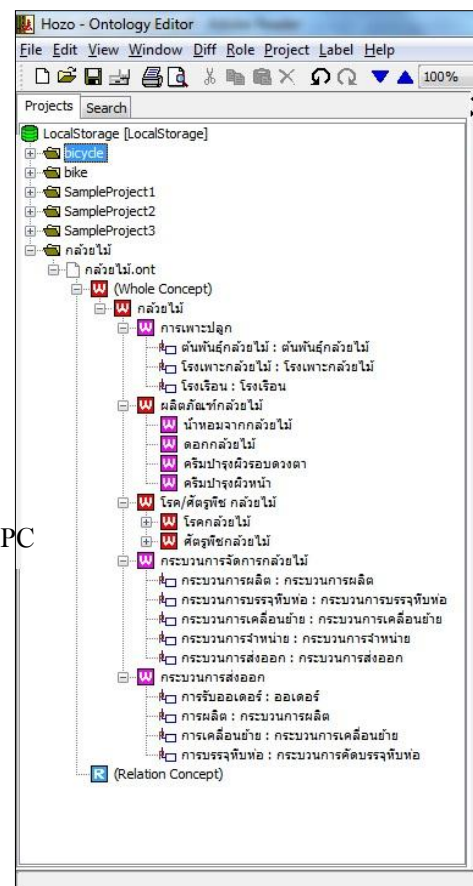 Hozo - Ontology Editor
File Edit View Window Diff Role Project Label Help
100%
Projects Search
LocalStorage [LocalStorage]
bicycle
bike
SampleProject1
SampleProject2
SampleProject3
กล้วยไม้
กล้วยไม้.ont
W (Whole Concept)
W กล้วยไม้
W การเพาะปลูก
ต้นพันธุ์กล้วยไม้ : ต้นพันธุ์กล้วยไม้
โรงเพาะกล้วยไม้ : โรงเพาะกล้วยไม้
โรงเรือน : โรงเรือน
W ผลิตภัณฑ์กล้วยไม้
W น้ำหอมจากกล้วยไม้
W ดอกกล้วยไม้
W ครีมบำรุงผิวรอบดวงตา
W ครีมบำรุงผิวหน้า
W โรค/ศัตรูพืช กล้วยไม้
W โรคกล้วยไม้
W ศัตรูพืชกล้วยไม้
PC
W กระบวนการจัดการกล้วยไม้
กระบวนการผลิต : กระบวนการผลิต
กระบวนการบรรจุหีบห่อ : กระบวนการบรรจุหีบห่อ
กระบวนการเคลื่อนย้าย : กระบวนการเคลื่อนย้าย
กระบวนการจำหน่าย : กระบวนการจำหน่าย
กระบวนการส่งออก : กระบวนการส่งออก
W กระบวนการส่งออก
การรับออเดอร์ : ออเดอร์
การผลิต : กระบวนการผลิต
การเคลื่อนย้าย : กระบวนการเคลื่อนย้าย
การบรรจุหีบห่อ : กระบวนการคัดบรรจุหีบห่อ
R (Relation Concept)